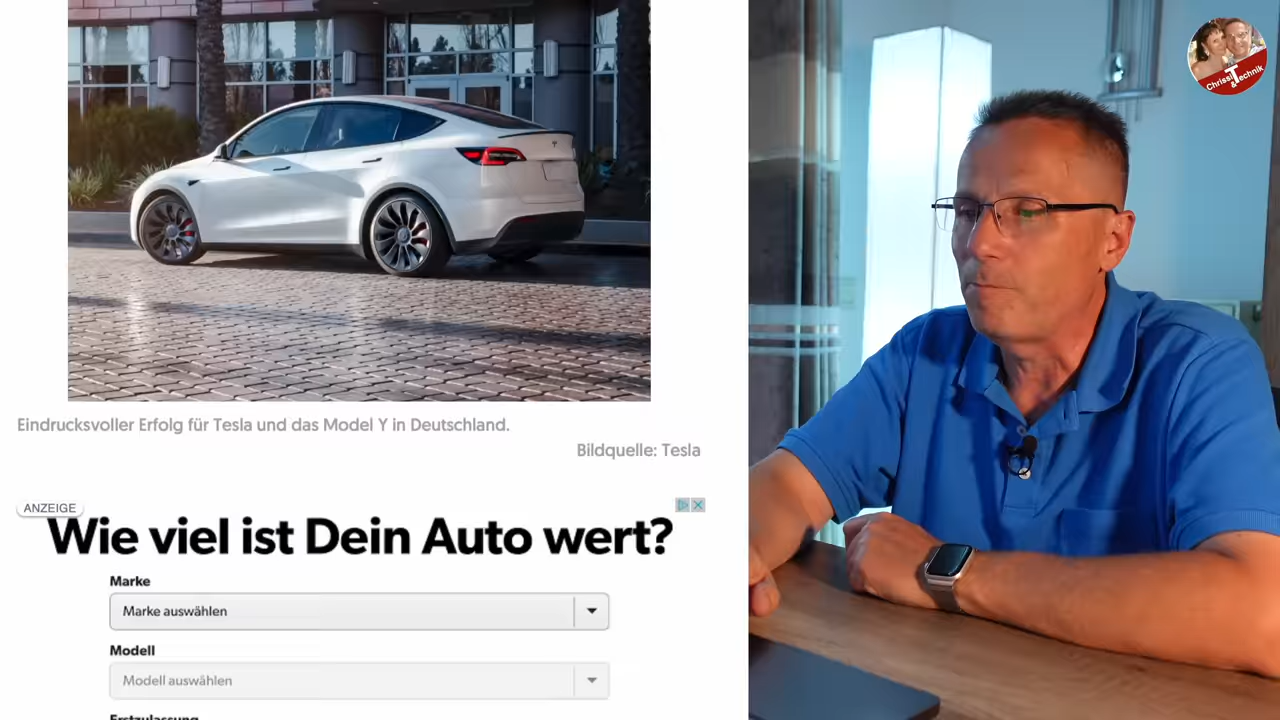 Eindrucksvoller Erfolg für Tesla und das Model Y in Deutschland.
Bildquelle: Tesla
ANZEIGE
Wie viel ist Dein Auto wert?
Marke
Marke auswählen
Modell
Modell auswählen
Erstzulassung
Chrissi
& Technik